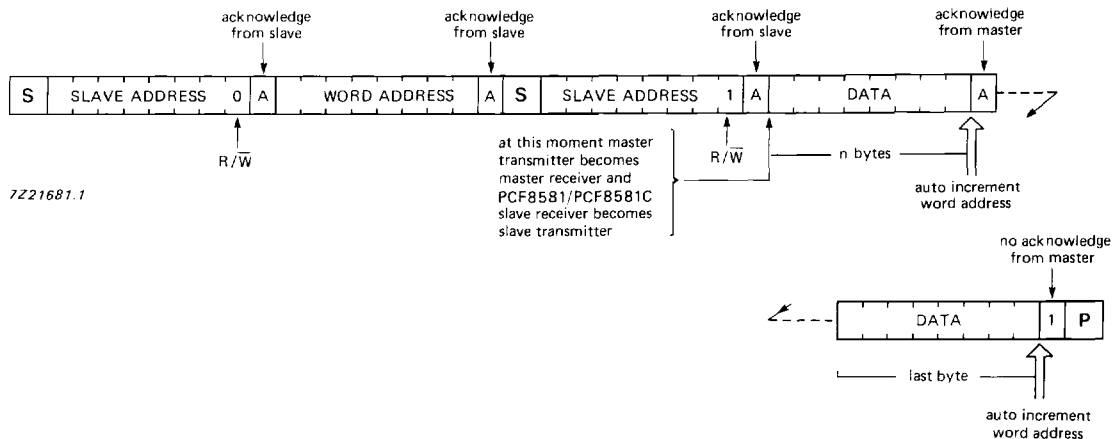 acknowledge
from slave
acknowledge
from slave
acknowledge
from slave
acknowledge
from master
S SLAVE ADDRESS 0 A WORD ADDRESS A S SLAVE ADDRESS 1 A DATA A
R/W̅
at this moment master
transmitter becomes
master receiver and
PCF8581/PCF8581C
slave receiver becomes
slave transmitter
R/W̅
n bytes
auto increment
word address
7Z21681.1
no acknowledge
from master
DATA 1 P
last byte
auto increment
word address